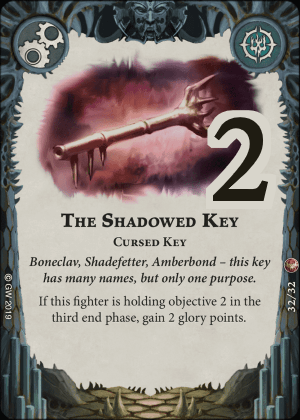 2
The Shadowed Key
Cursed Key
Boneclav, Shadefetter, Amberbond – this key
has many names, but only one purpose.
If this fighter is holding objective 2 in the
third end phase, gain 2 glory points.
© GW 2019
32/32